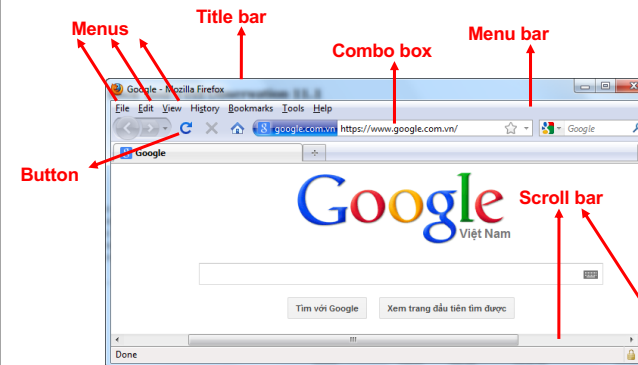 Title bar
Menus
Menu bar
Combo box
Google - Mozilla Firefox
File Edit View History Bookmarks Tools Help
google.com.vn https://www.google.com.vn/ Google
Google
Button
Google
Scroll bar
Việt Nam
Tìm với Google Xem trang đầu tiên tìm được
Done